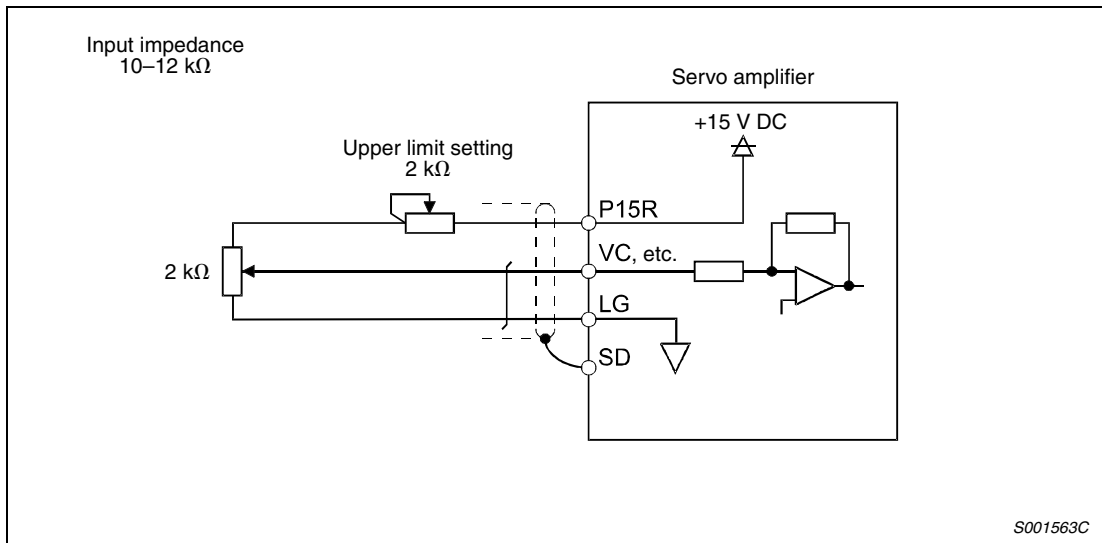 Input impedance
10–12 kΩ
Servo amplifier
+15 V DC
Upper limit setting
2 kΩ
P15R
VC, etc.
2 kΩ
LG
SD
S001563C